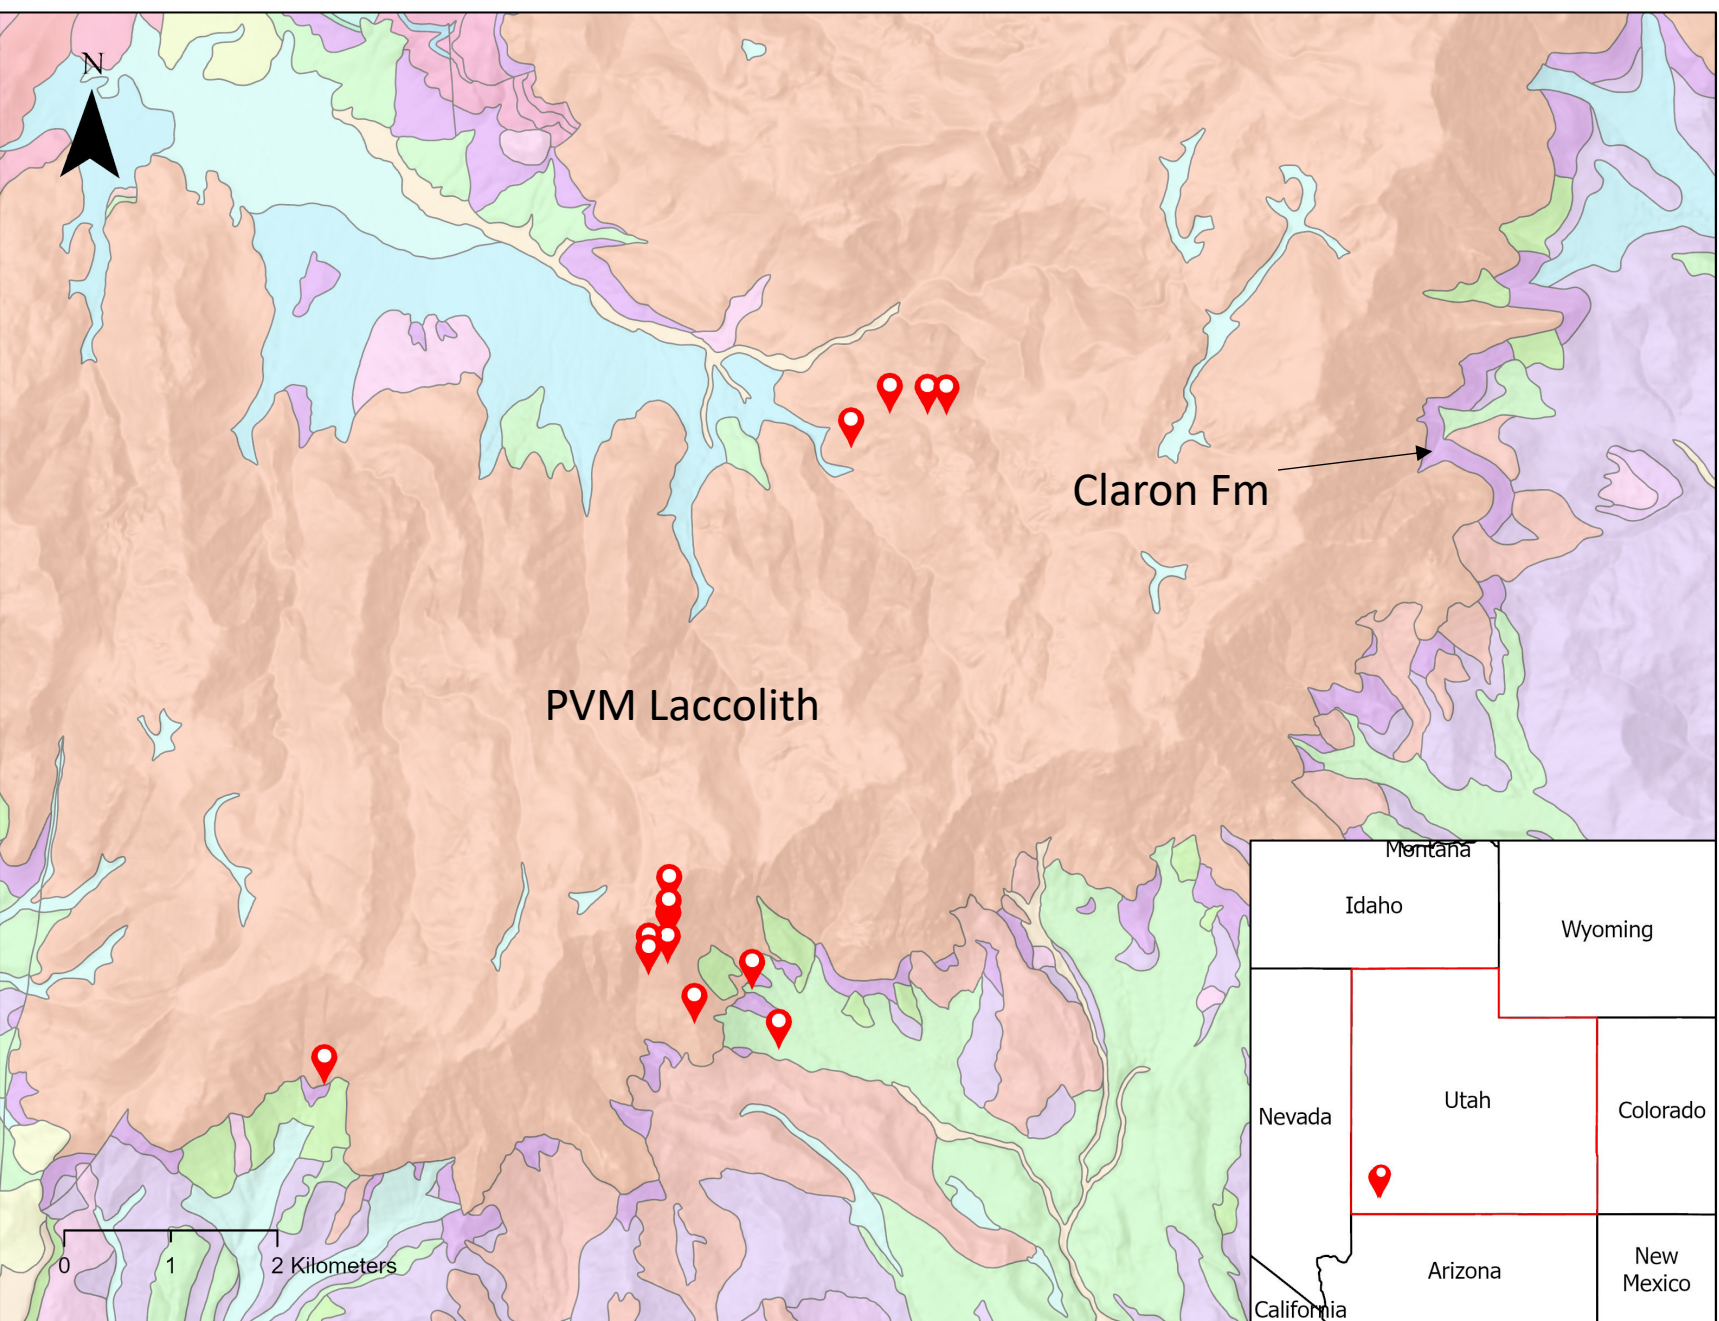 N
Claron Fm
PVM Laccolith
Montana
Idaho
Wyoming
Utah
Nevada
Colorado
0 1 2 Kilometers
New
Mexico
Arizona
California